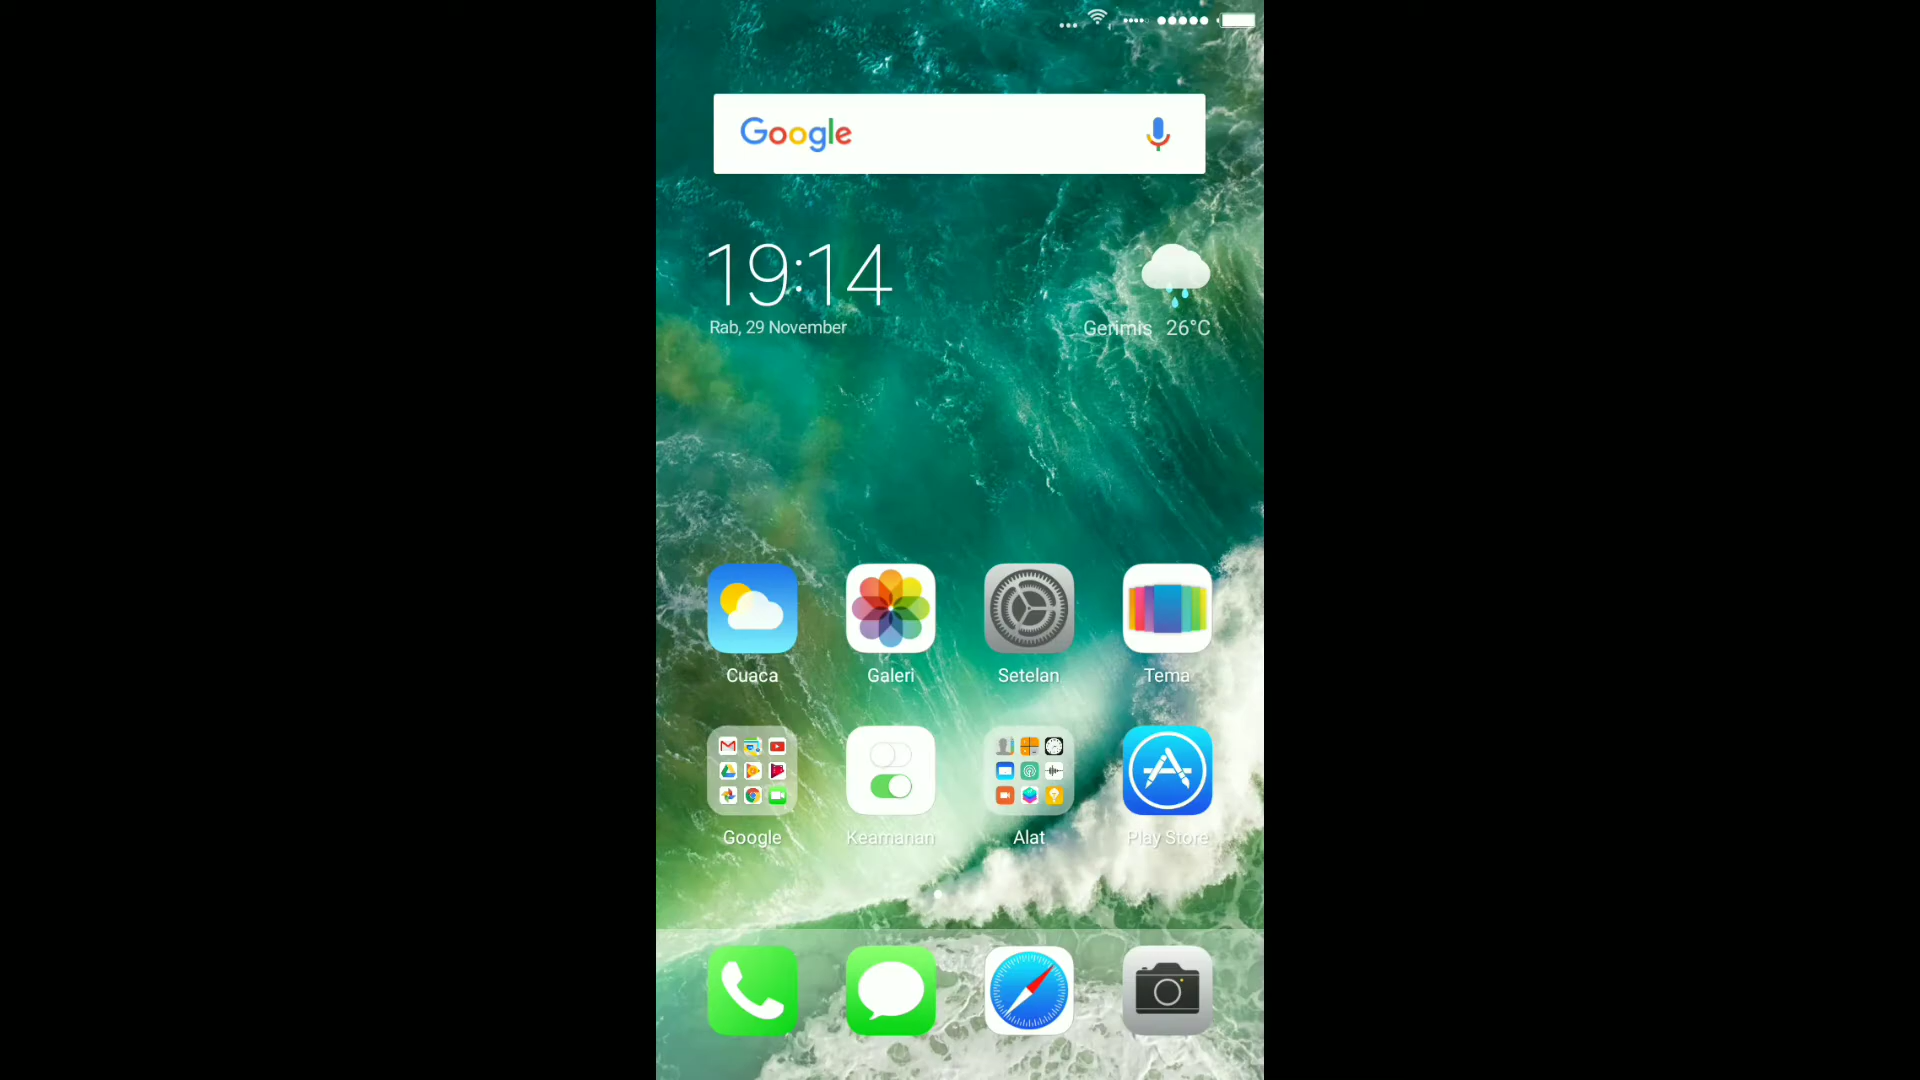 Google
19:14
Rab, 29 November
Gerimis 26°C
Cuaca Galeri Setelan Tema
Google Keamanan Alat Play Store